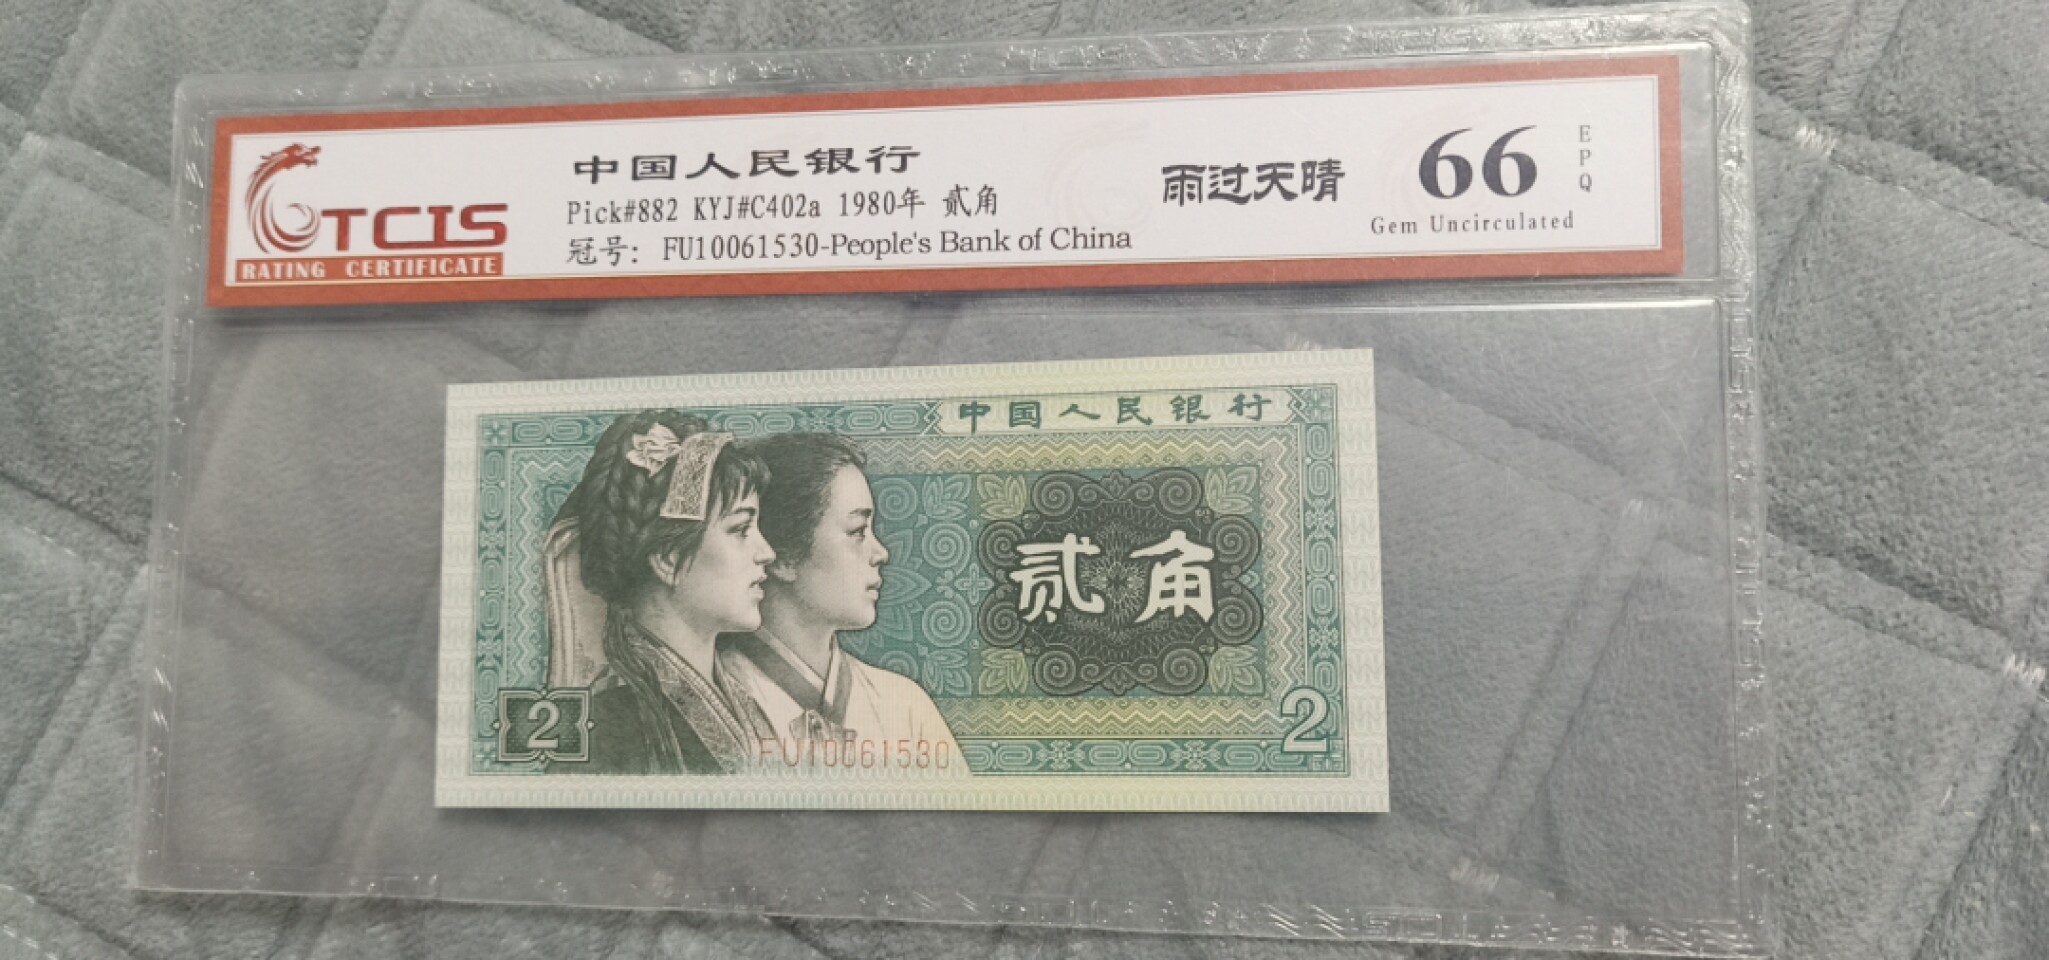 TCIS
RATING CERTIFICATE
中国人民银行
Pick#882 KYJ#C402a 1980年 贰角
冠号: FU10061530-People's Bank of China
雨过天晴
66
EPQ
Gem Uncirculated
中国人民银行
贰角
2
2
FU10061530